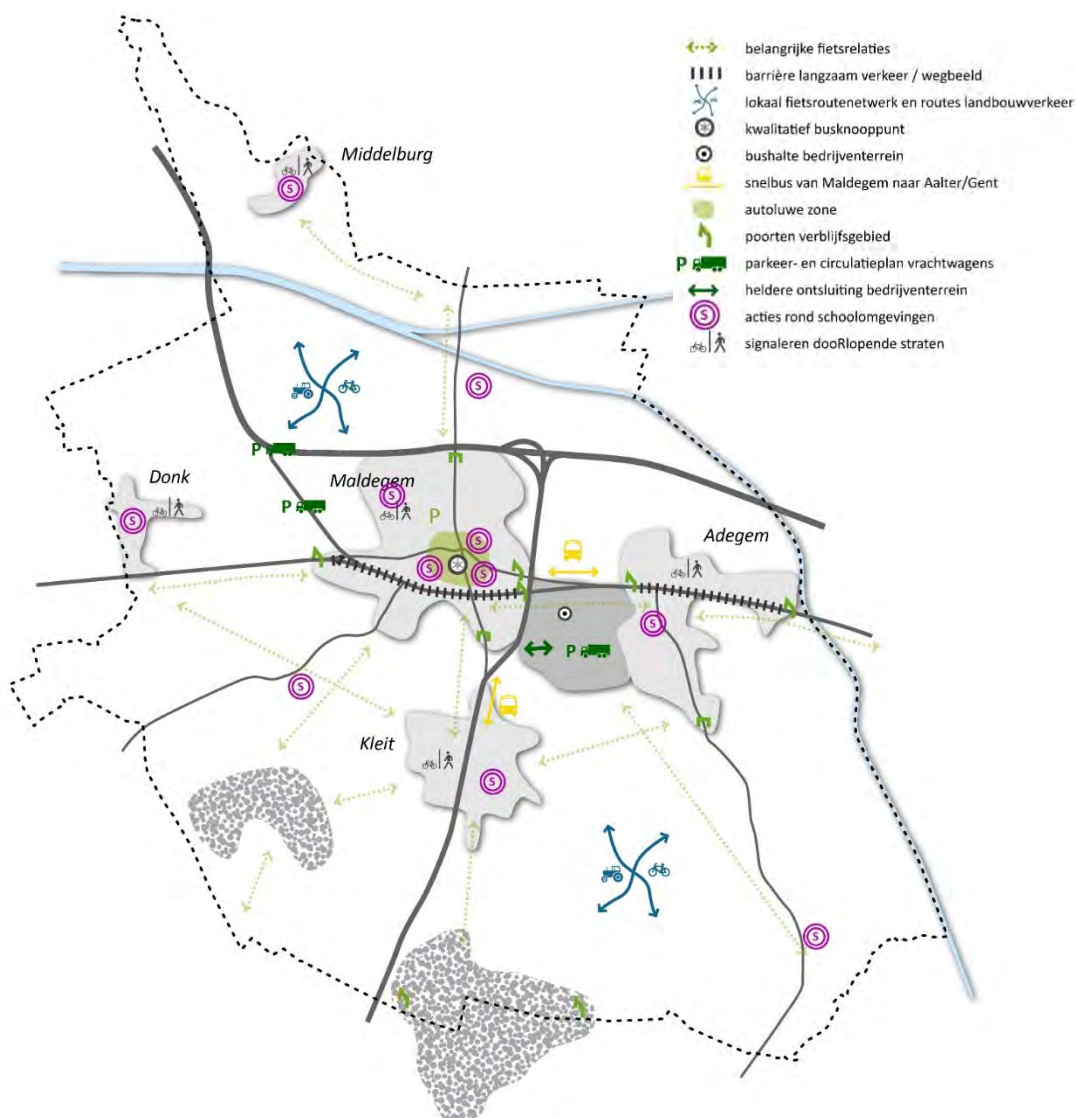 belangrijke fietsrelaties
barrière langzaam verkeer / wegbeeld
lokaal fietsroutenetwerk en routes landbouwverkeer
kwalitatief busknooppunt
bushalte bedrijventerrein
snelbus van Maldegem naar Aalter/Gent
autoluwe zone
poorten verblijfsgebied
P parkeer- en circulatieplan vrachtwagens
heldere ontsluiting bedrijventerrein
S acties rond schoolomgevingen
signaleren dooRlopende straten
Middelburg
S
S
P
Donk
Maldegem
S
P
S
P
Adegem
S
S
S
S
P
S
Kleit
S
S